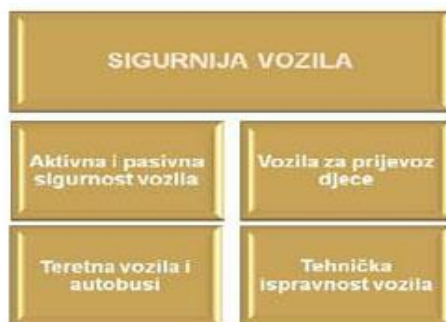 SIGURNIJA VOZILA
Aktivna i pasivna
sigurnost vozila
Vozila za prijevoz
djece
Teretna vozila i
autobusi
Tehnička
ispravnost vozila